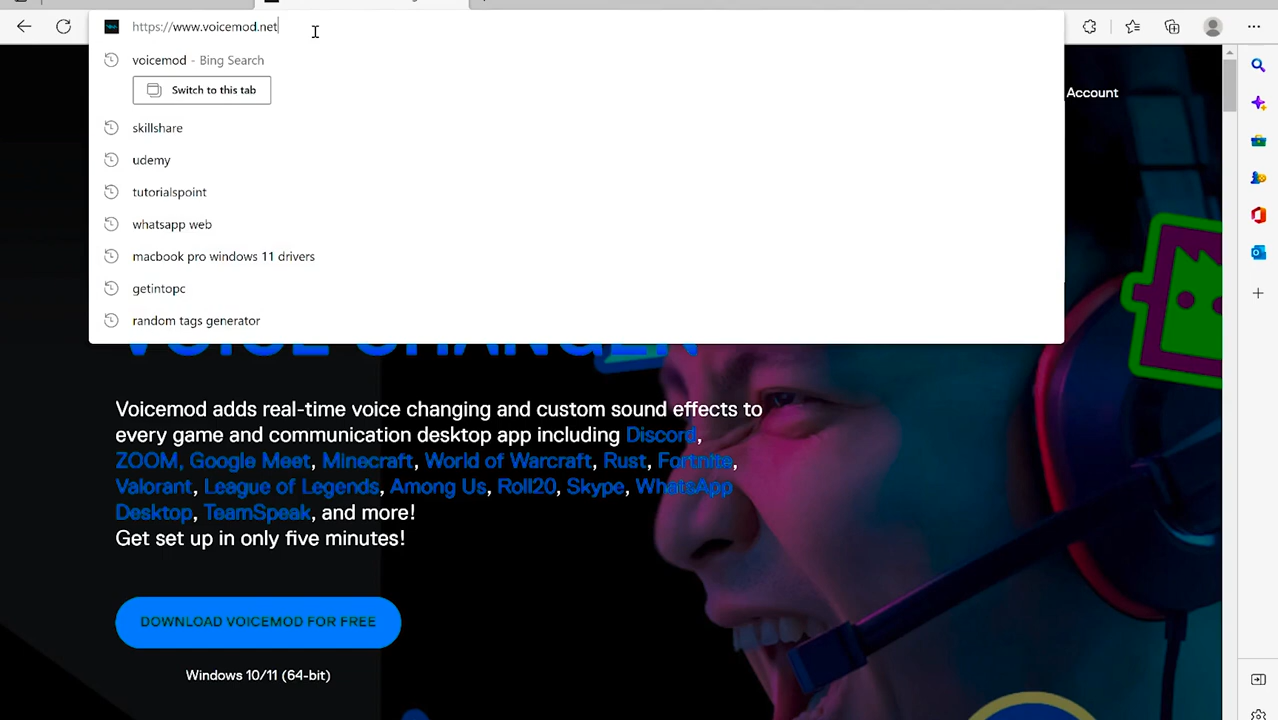 https://www.voicemod.net
voicemod - Bing Search
Switch to this tab
skillshare
udemy
tutorialspoint
whatsapp web
macbook pro windows 11 drivers
getintopc
random tags generator
Account
VOICE CHANGER
Voicemod adds real-time voice changing and custom sound effects to
every game and communication desktop app including Discord,
ZOOM, Google Meet, Minecraft, World of Warcraft, Rust, Fortnite,
Valorant, League of Legends, Among Us, Roll20, Skype, WhatsApp
Desktop, TeamSpeak, and more!
Get set up in only five minutes!
DOWNLOAD VOICEMOD FOR FREE
Windows 10/11 (64-bit)